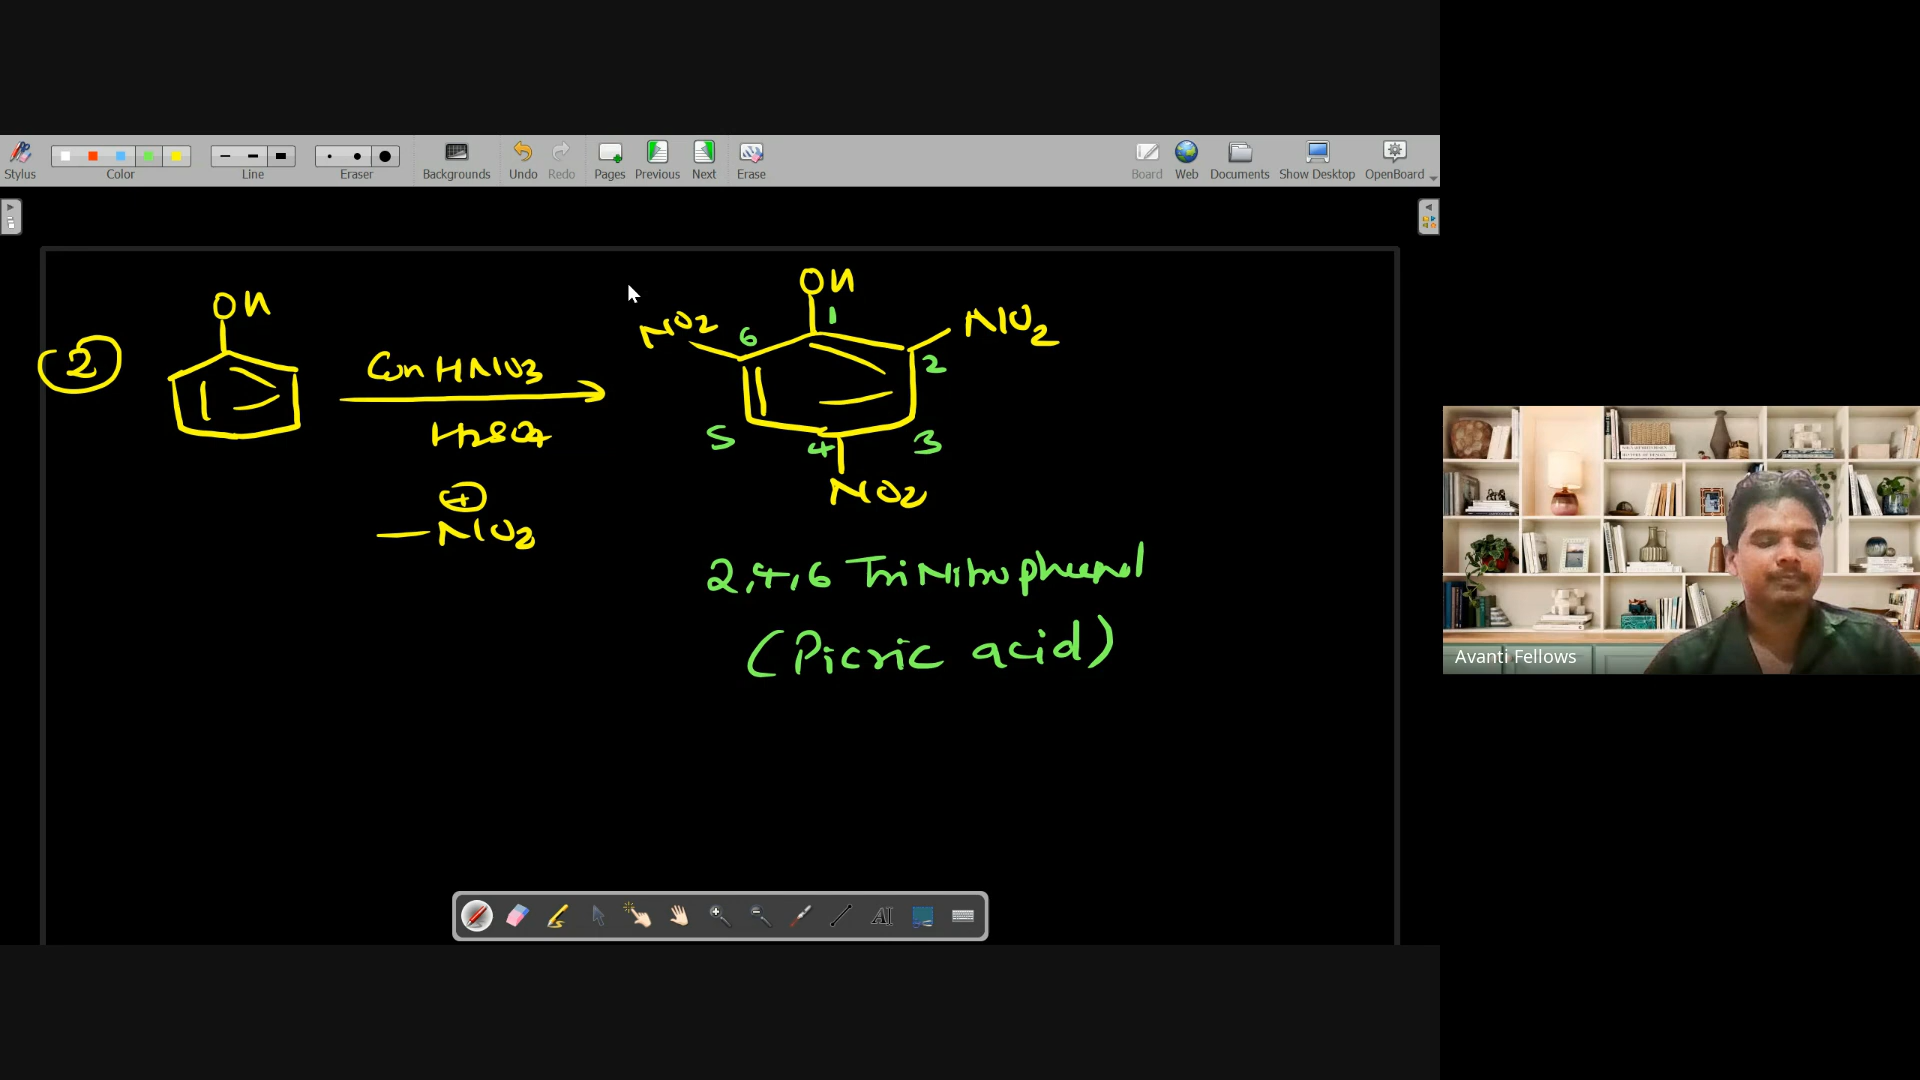 Stylus
Color
Line
Eraser
Backgrounds
Undo
Redo
Pages
Previous
Next
Erase
Board
Web
Documents
Show Desktop
OpenBoard
OH
2
Con HNO3
H2SO4
+
—NO2
OH
1
NO2
6
NO2
2
5
4
3
NO2
2,4,6 TriNitrophenol
(Picric acid)
AI
Avanti Fellows